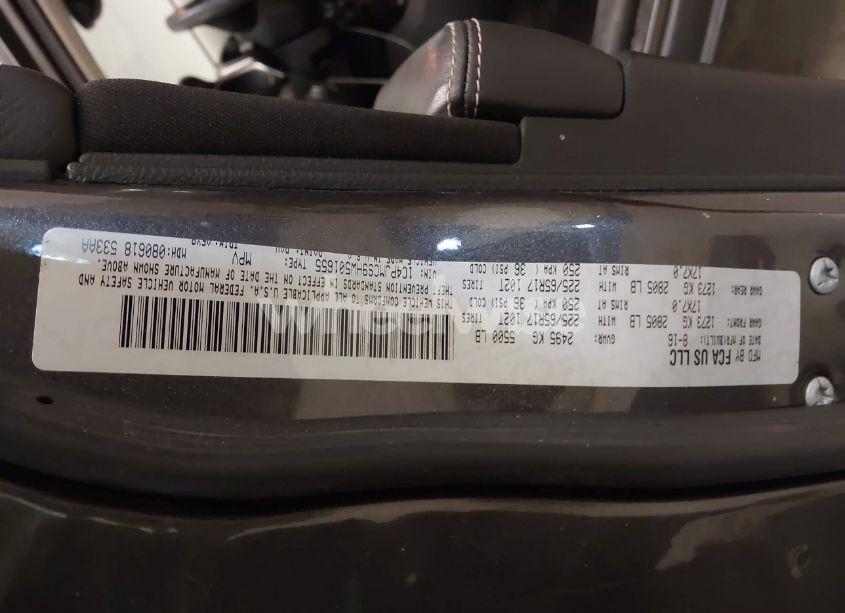 MFD BY FCA US LLC
DATE OF MFR(BUILT): 8-16 GVWR: 2495 KG 5500 LB
GAWR FRONT: 1273 KG 2805 LB WITH 225/65R17 102T TIRES
17X7.0 RIMS AT 250 KPA ( 36 PSI) COLD
GAWR REAR: 1273 KG 2805 LB WITH 225/65R17 102T TIRES
17X7.0 RIMS AT 250 KPA ( 36 PSI) COLD
THIS VEHICLE CONFORMS TO ALL APPLICABLE U.S.A. FEDERAL MOTOR VEHICLE SAFETY AND
THEFT PREVENTION STANDARDS IN EFFECT ON THE DATE OF MANUFACTURE SHOWN ABOVE.
VIN: TYPE: MPV MDH:080618 533AA